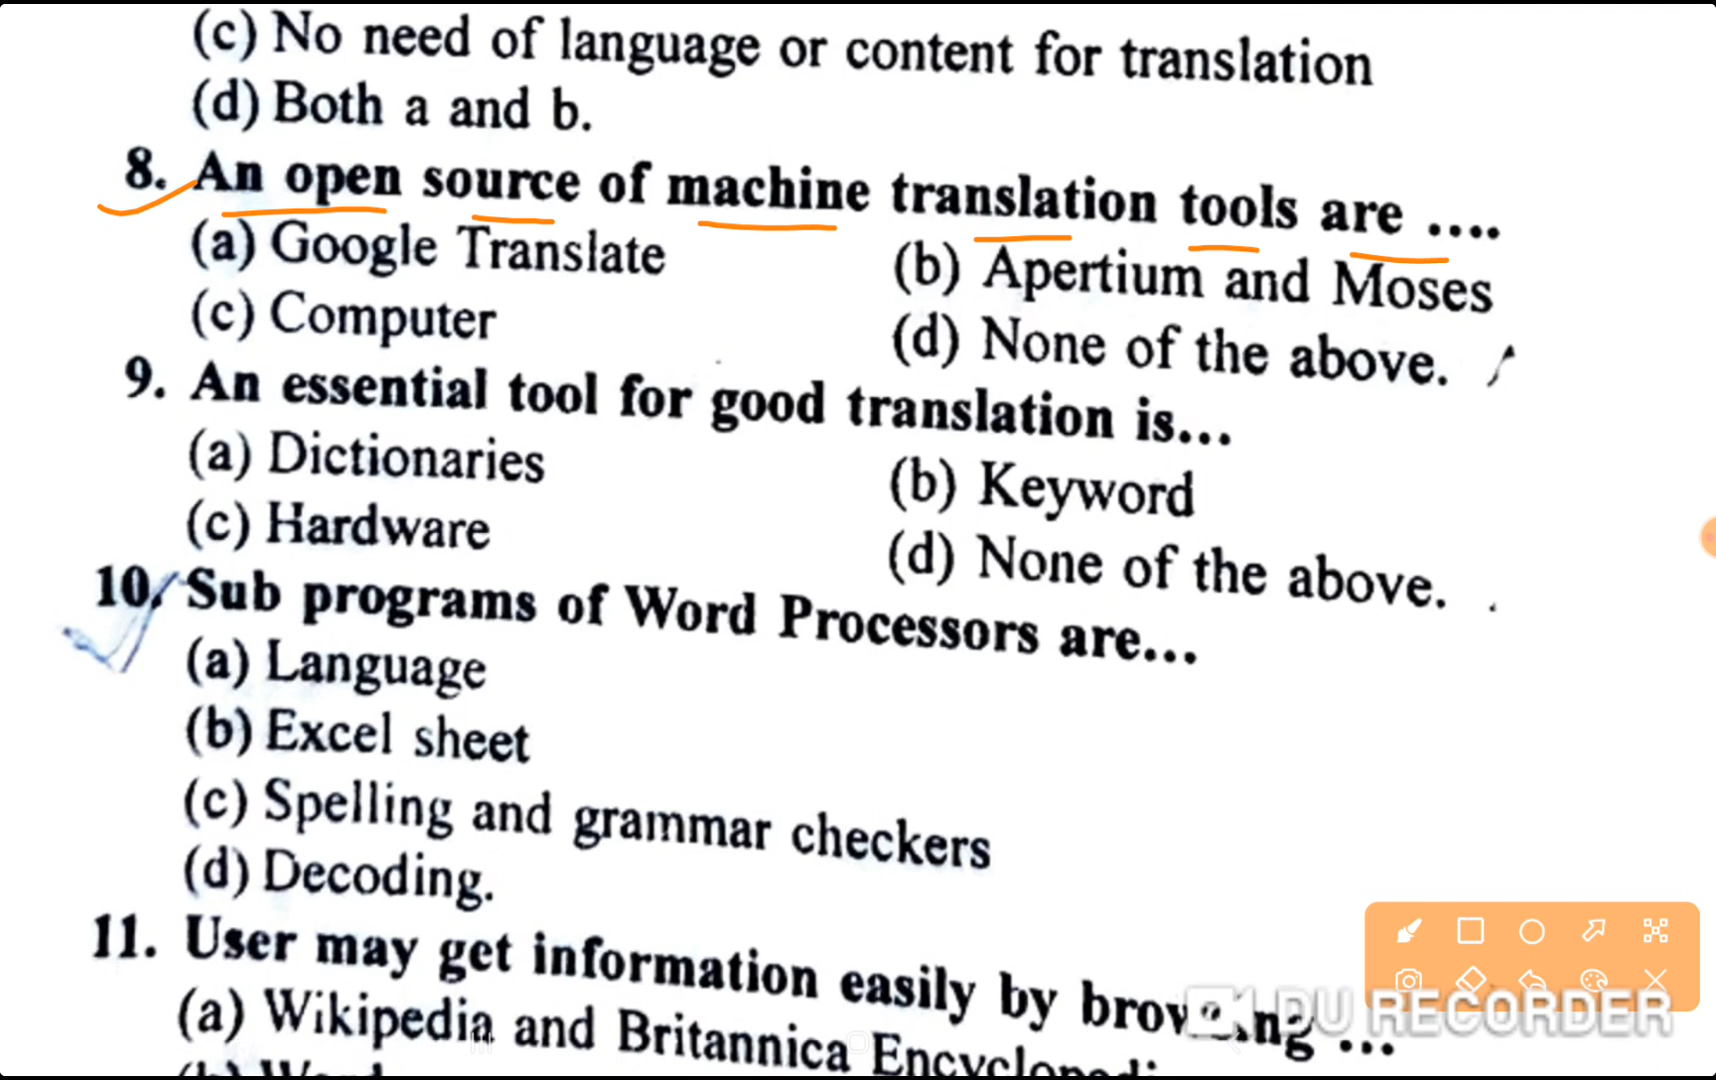 (c) No need of language or content for translation
(d) Both a and b.
8. An open source of machine translation tools are ....
(a) Google Translate (b) Apertium and Moses
(c) Computer (d) None of the above.
9. An essential tool for good translation is...
(a) Dictionaries (b) Keyword
(c) Hardware (d) None of the above.
10. Sub programs of Word Processors are...
(a) Language
(b) Excel sheet
(c) Spelling and grammar checkers
(d) Decoding.
11. User may get information easily by browsing ...
(a) Wikipedia and Britannica
DU RECORDER